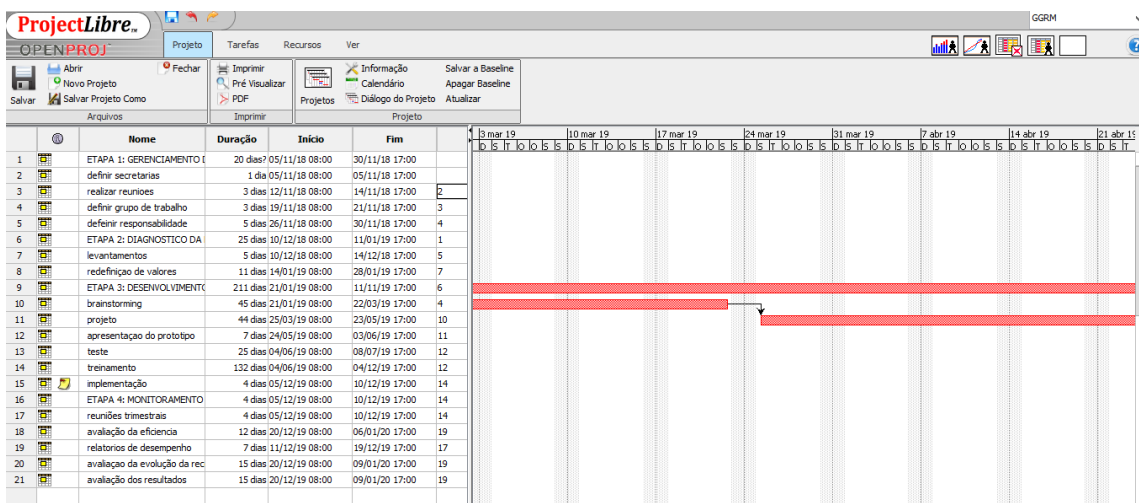 ProjectLibre™
OPENPROJ
Projeto Tarefas Recursos Ver
GGRM
Salvar
Abrir
Novo Projeto
Salvar Projeto Como
Fechar
Arquivos
Imprimir
Pré Visualizar
PDF
Imprimir
Projetos
Informação
Calendário
Diálogo do Projeto
Salvar a Baseline
Apagar Baseline
Atualizar
Projeto
Nome Duração Início Fim
3 mar 19 10 mar 19 17 mar 19 24 mar 19 31 mar 19 7 abr 19 14 abr 19 21 abr 19
D S T Q Q S S D S T Q Q S S D S T Q Q S S D S T Q Q S S D S T Q Q S S D S T Q Q S S D S T Q Q S S D S T
1 ETAPA 1: GERENCIAMENTO 20 dias? 05/11/18 08:00 30/11/18 17:00
2 definir secretarias 1 dia 05/11/18 08:00 05/11/18 17:00
3 realizar reunioes 3 dias 12/11/18 08:00 14/11/18 17:00 2
4 definir grupo de trabalho 3 dias 19/11/18 08:00 21/11/18 17:00 3
5 defeinir responsabilidade 5 dias 26/11/18 08:00 30/11/18 17:00 4
6 ETAPA 2: DIAGNOSTICO DA 25 dias 10/12/18 08:00 11/01/19 17:00 1
7 levantamentos 5 dias 10/12/18 08:00 14/12/18 17:00 5
8 redefiniçao de valores 11 dias 14/01/19 08:00 28/01/19 17:00 7
9 ETAPA 3: DESENVOLVIMENTO 211 dias 21/01/19 08:00 11/11/19 17:00 6
10 brainstorming 45 dias 21/01/19 08:00 22/03/19 17:00 4
11 projeto 44 dias 25/03/19 08:00 23/05/19 17:00 10
12 apresentaçao do prototipo 7 dias 24/05/19 08:00 03/06/19 17:00 11
13 teste 25 dias 04/06/19 08:00 08/07/19 17:00 12
14 treinamento 132 dias 04/06/19 08:00 04/12/19 17:00 12
15 implementação 4 dias 05/12/19 08:00 10/12/19 17:00 14
16 ETAPA 4: MONITORAMENTO 4 dias 05/12/19 08:00 10/12/19 17:00 14
17 reuniões trimestrais 4 dias 05/12/19 08:00 10/12/19 17:00 14
18 avaliação da eficiencia 12 dias 20/12/19 08:00 06/01/20 17:00 19
19 relatorios de desempenho 7 dias 11/12/19 08:00 19/12/19 17:00 17
20 avaliaçao da evolução da rec 15 dias 20/12/19 08:00 09/01/20 17:00 19
21 avaliação dos resultados 15 dias 20/12/19 08:00 09/01/20 17:00 19